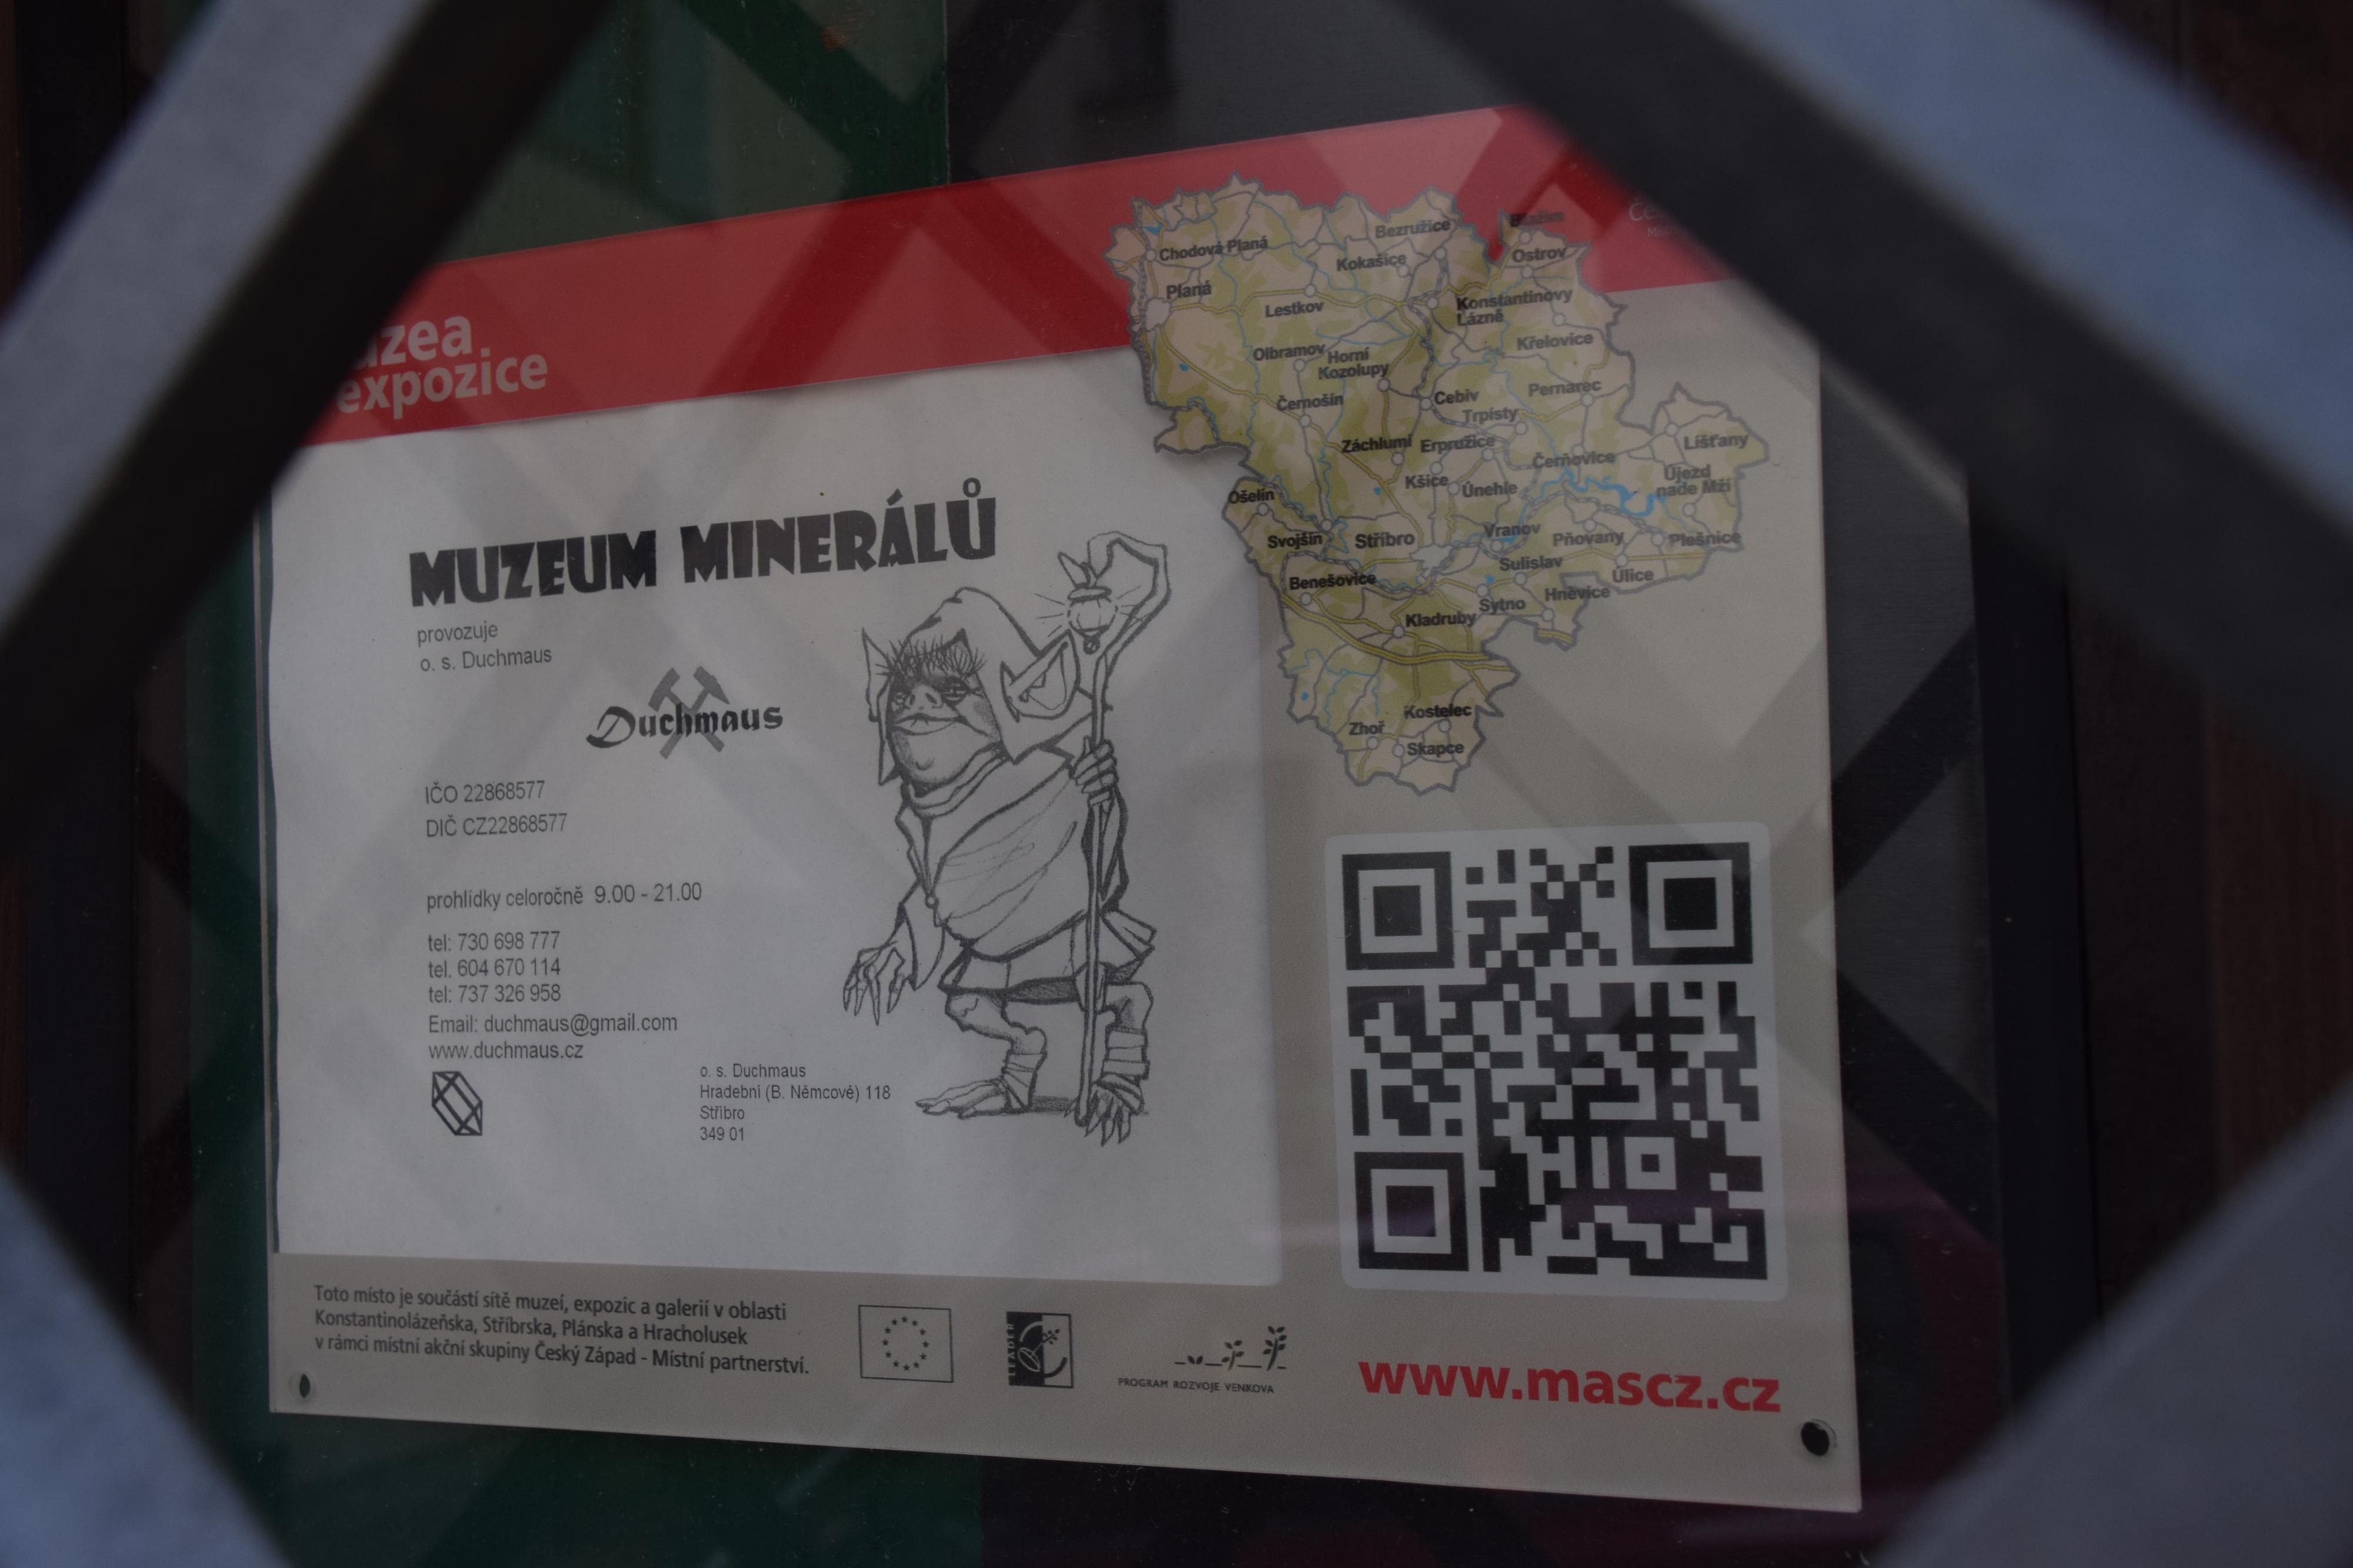 expozice
MUZEUM MINERÁLŮ
provozuje
o. s. Duchmaus
Duchmaus
IČO 22868577
DIČ CZ22868577
prohlídky celoročně 9.00 - 21.00
tel: 730 698 777
tel. 604 670 114
tel: 737 326 958
Email: duchmaus@gmail.com
www.duchmaus.cz
o. s. Duchmaus
Hradební (B. Němcové) 118
Stříbro
349 01
Chodová Planá
Bezružice
Ostrov
Kokašice
Planá
Lestkov
Konstantinovy
Lázně
Křelovice
Olbramov
Horní
Kozolupy
Pernarec
Černošín
Cebiv
Trpísty
Záchlumí
Erpružice
Líšťany
Černovice
Kšice
Únehle
Újezd
nade Mží
Ošelín
Svojšín
Stříbro
Vranov
Pňovany
Plešnice
Sulislav
Úlice
Benešovice
Hněvice
Sytno
Kladruby
Kostelec
Zhoř
Skapce
Toto místo je součástí sítě muzeí, expozic a galerií v oblasti
Konstantinolázeňska, Stříbrska, Plánska a Hracholusek
v rámci místní akční skupiny Český Západ - Místní partnerství.
LEADER
PROGRAM ROZVOJE VENKOVA
www.mascz.cz